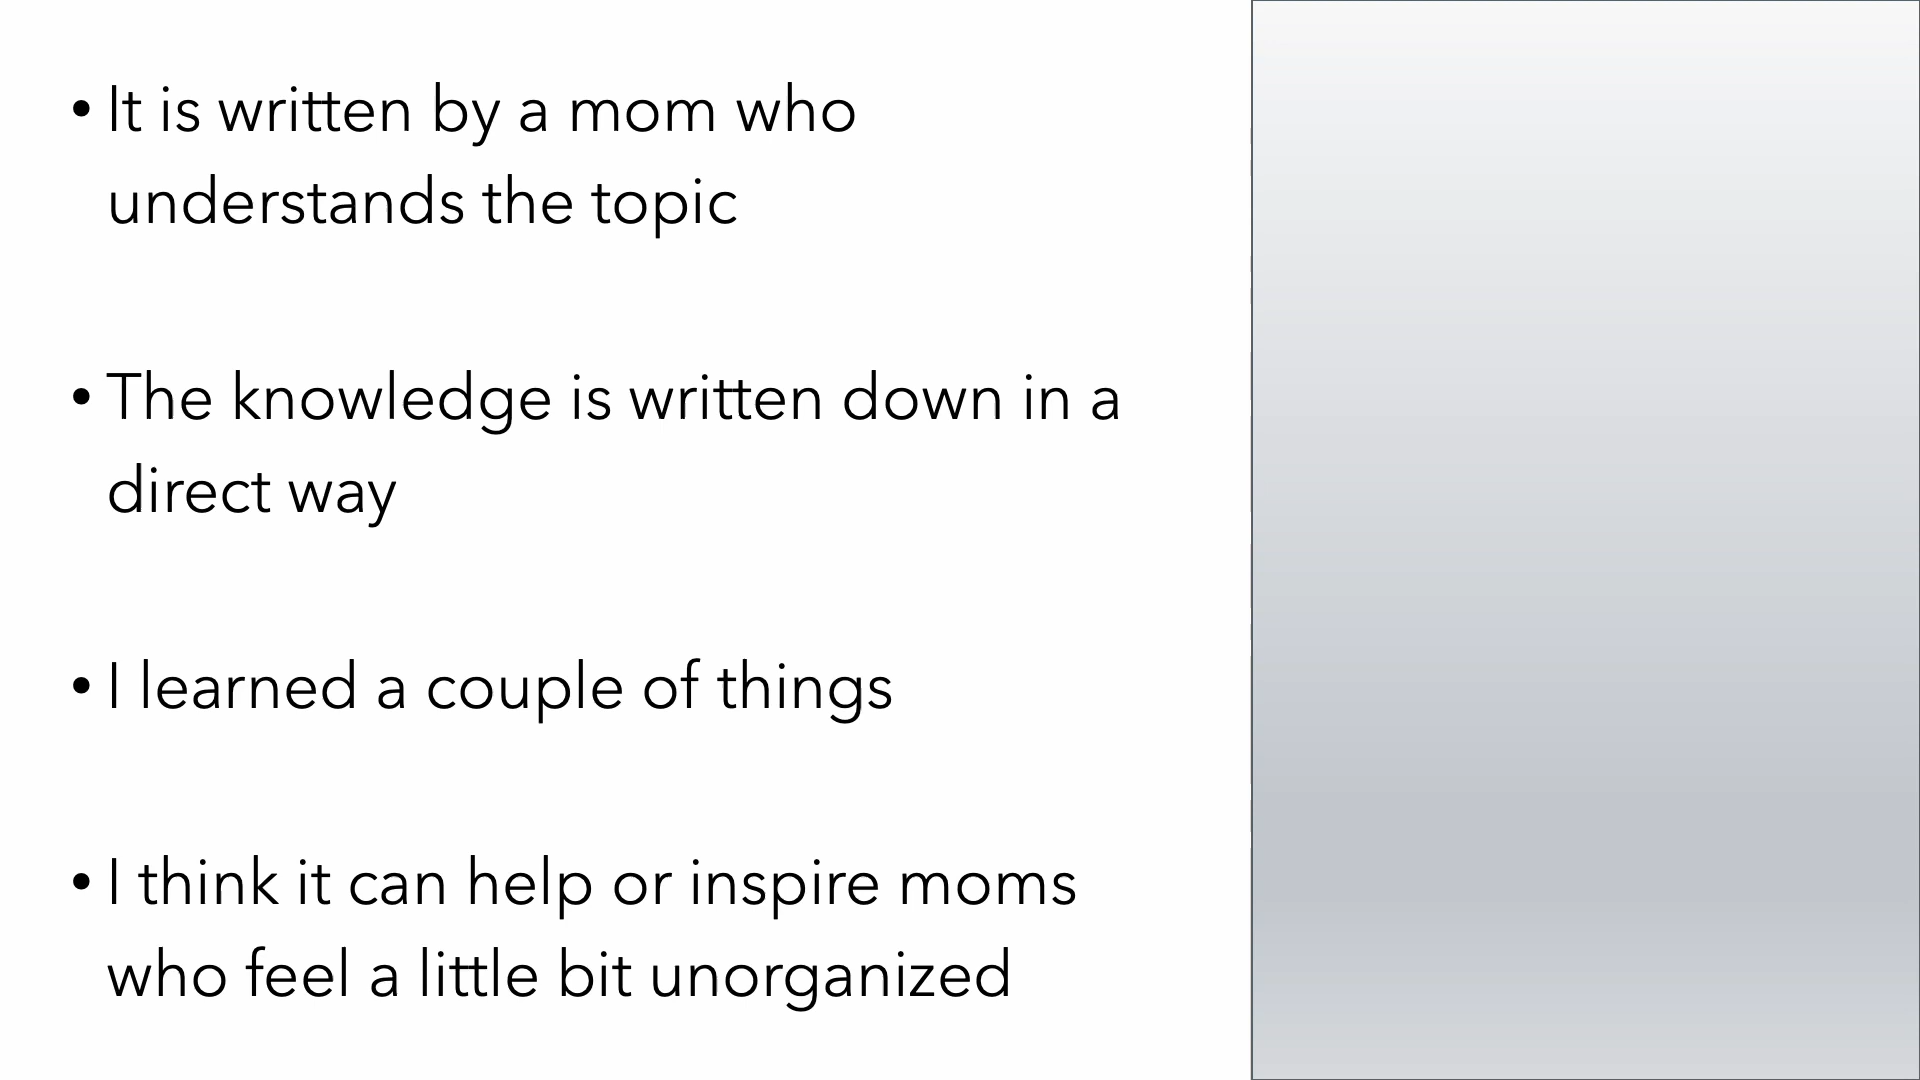 • It is written by a mom who
understands the topic
• The knowledge is written down in a
direct way
• I learned a couple of things
• I think it can help or inspire moms
who feel a little bit unorganized